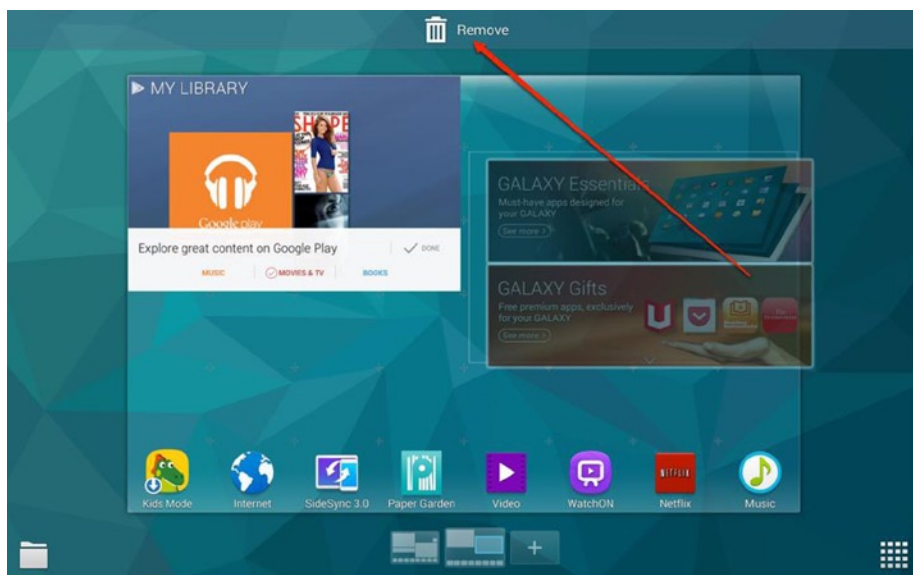 Remove
MY LIBRARY
SHAPE
Google play
Explore great content on Google Play
DONE
MUSIC
MOVIES & TV
BOOKS
GALAXY Essentials
Must-have apps designed for
your GALAXY
See more >
GALAXY Gifts
Free premium apps, exclusively
for your GALAXY
See more >
Kids Mode
Internet
SideSync 3.0
Paper Garden
Video
WatchON
NETFLIX
Netflix
Music